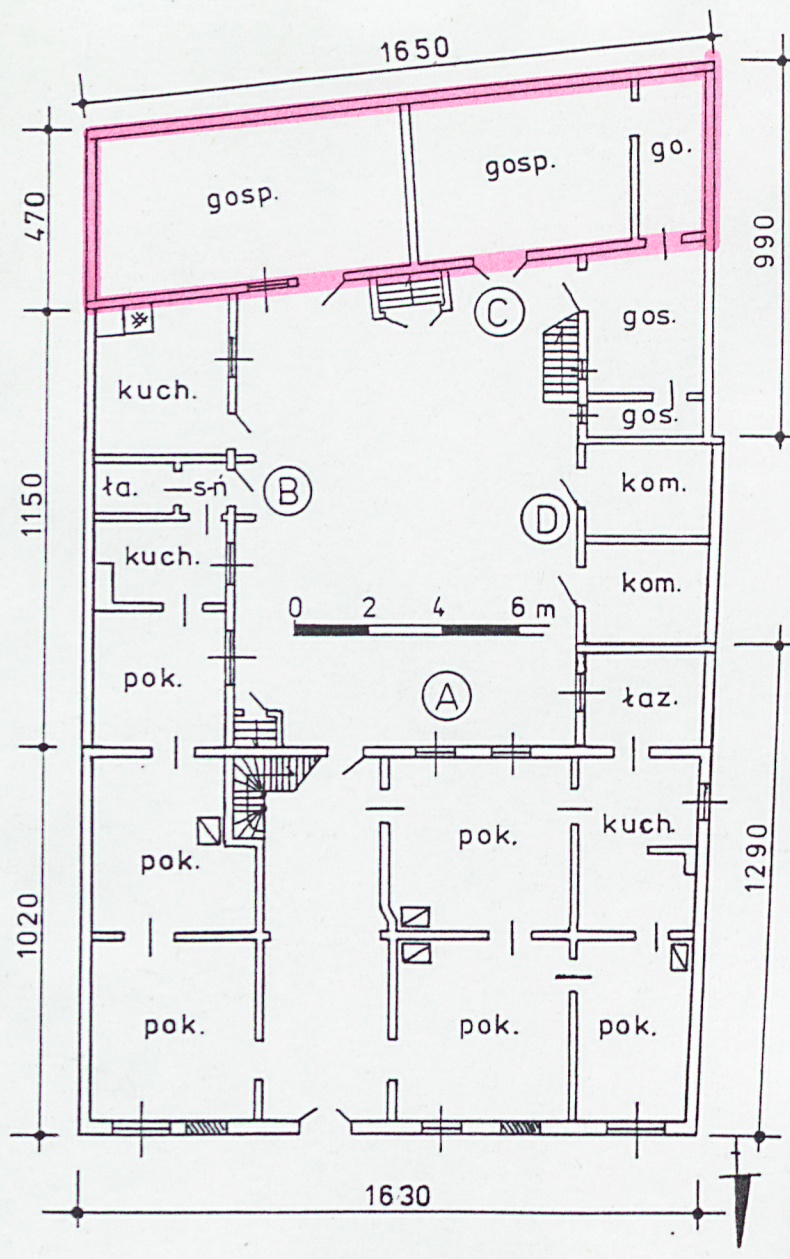 1650
gosp.
gosp.
go.
470
990
C
gos.
gos.
kuch.
ła.
s-ń
B
kom.
D
1150
kuch.
kom.
0 2 4 6 m
pok.
A
łaz.
pok.
pok.
kuch.
1290
1020
pok.
pok.
pok.
1630